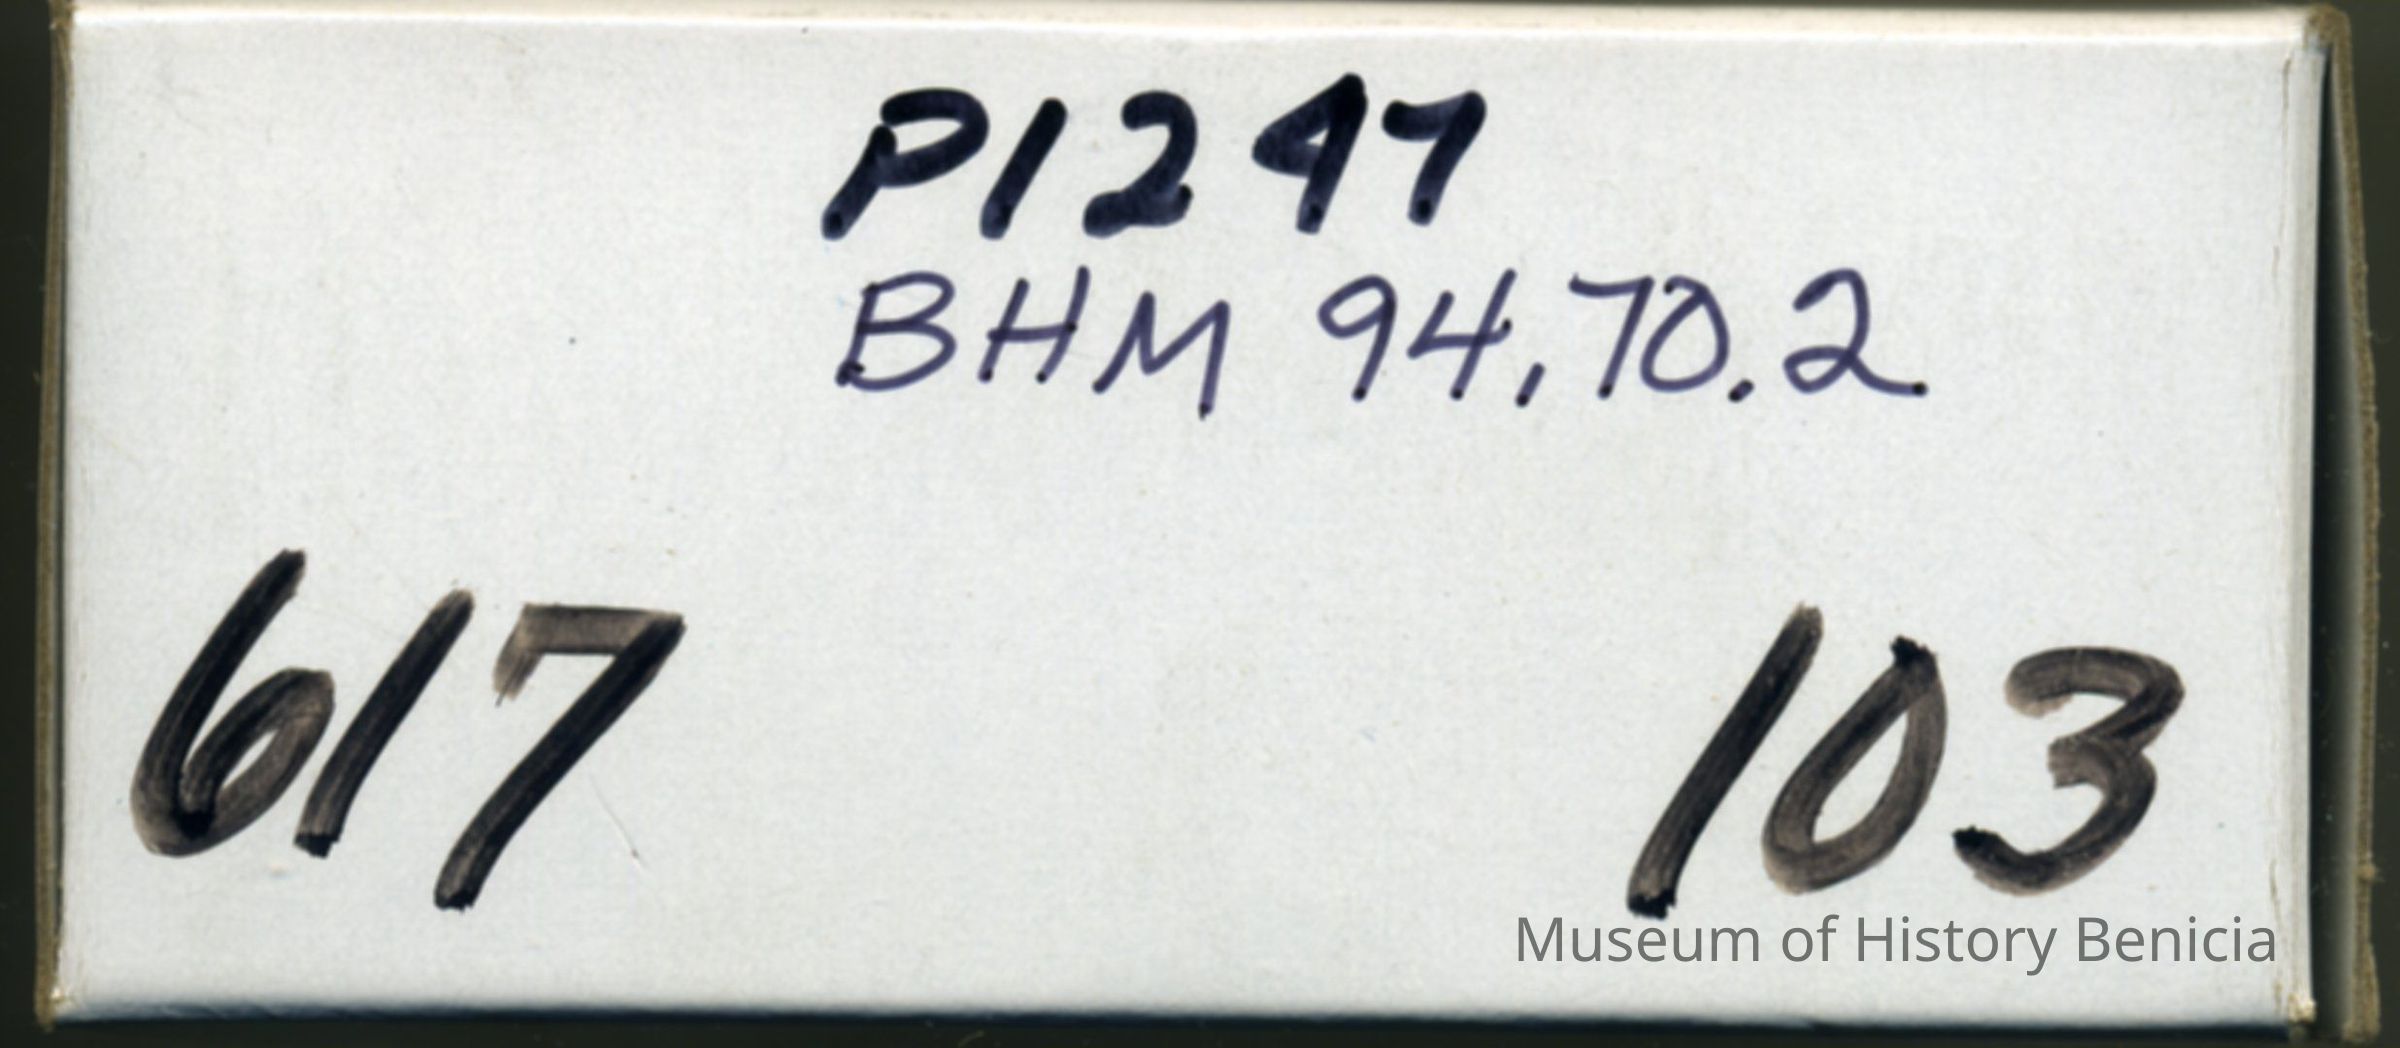 P1247
BHM 94,70.2
617 103
Museum of History Benicia